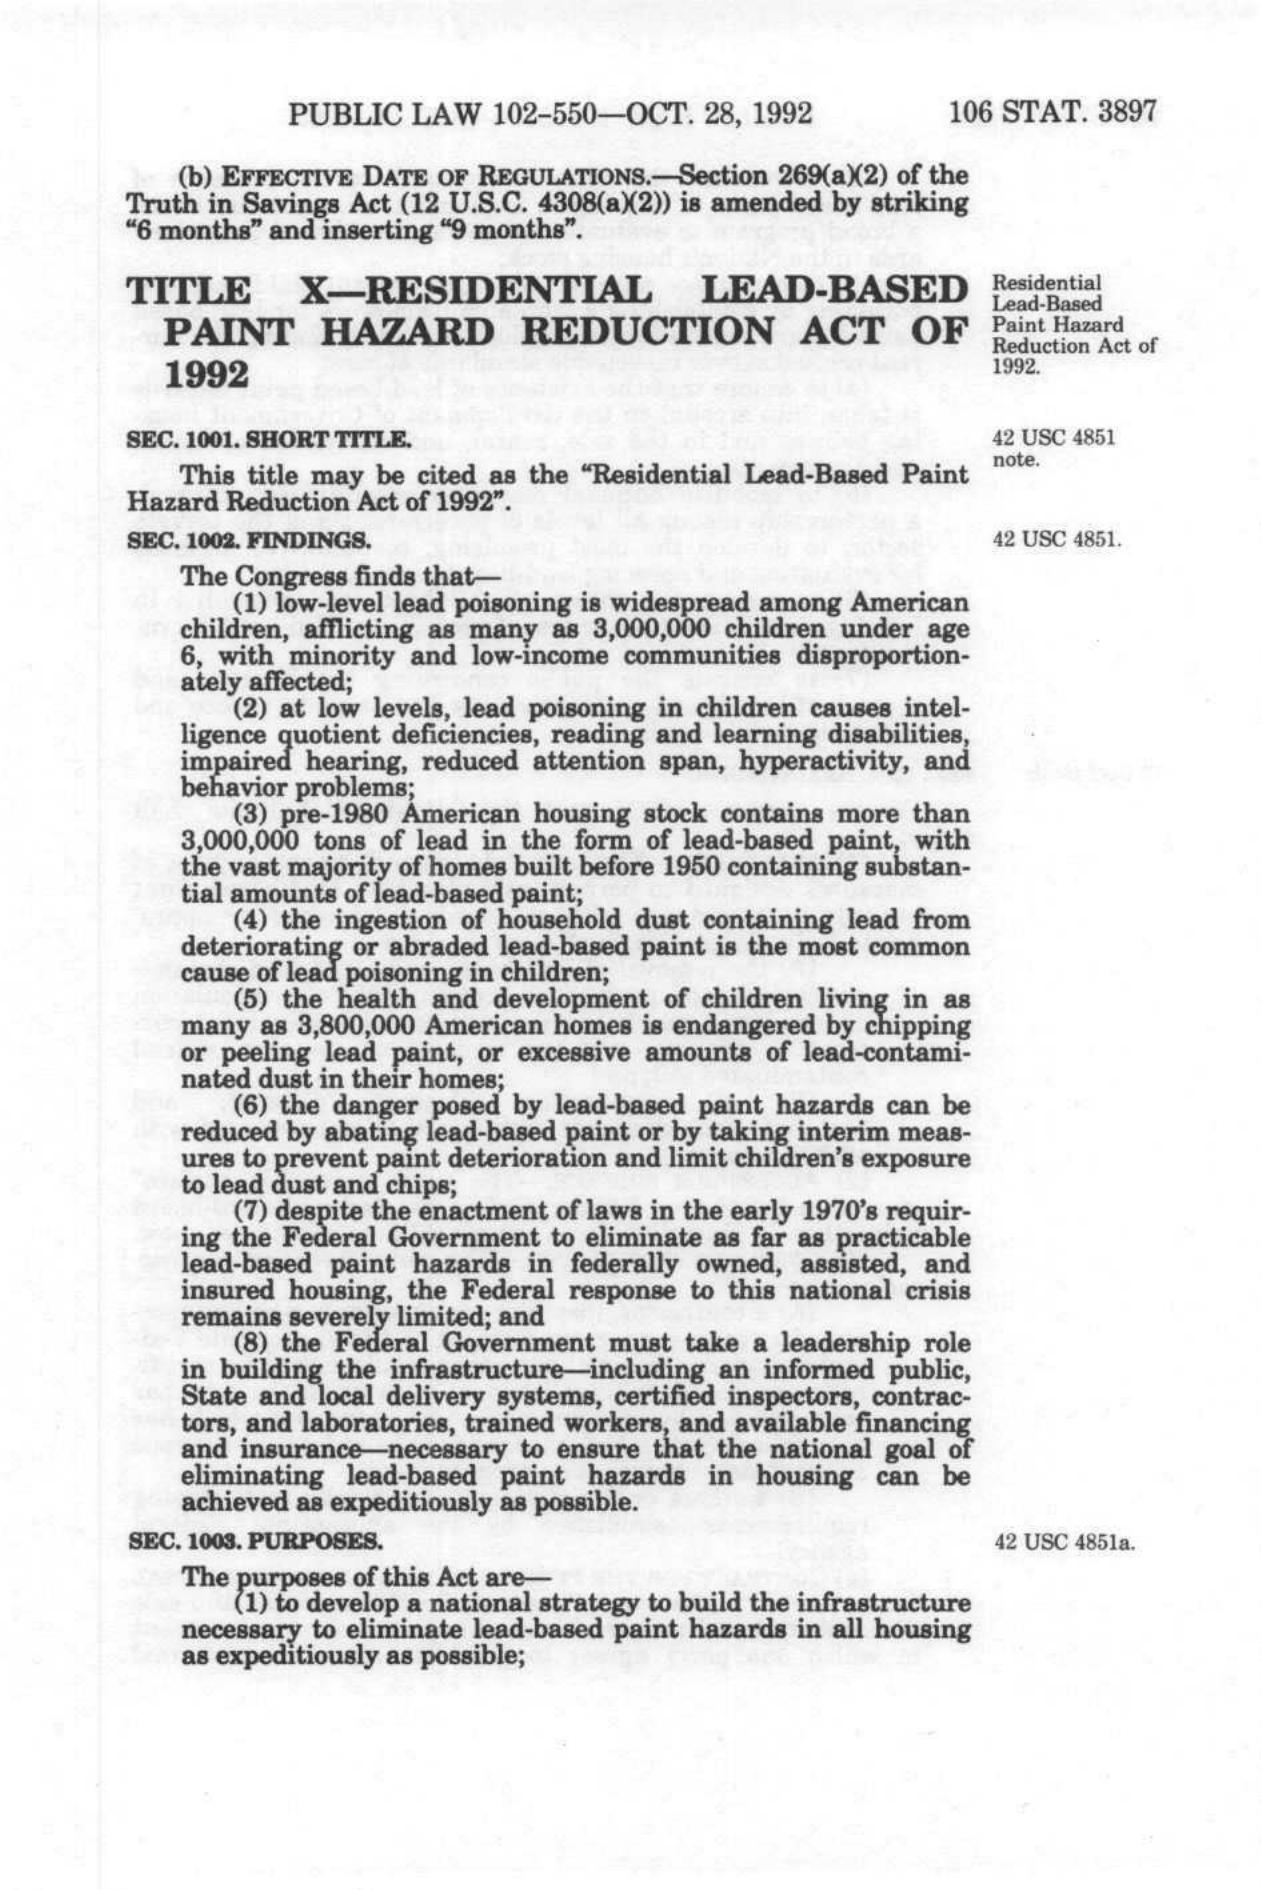 PUBLIC LAW 102-550—OCT. 28, 1992 106 STAT. 3897
(b) EFFECTIVE DATE OF REGULATIONS.—Section 269(a)(2) of the
Truth in Savings Act (12 U.S.C. 4308(a)(2)) is amended by striking
“6 months” and inserting “9 months”.
TITLE X—RESIDENTIAL LEAD-BASED
PAINT HAZARD REDUCTION ACT OF
1992
Residential
Lead-Based
Paint Hazard
Reduction Act of
1992.
SEC. 1001. SHORT TITLE.
42 USC 4851
note.
This title may be cited as the “Residential Lead-Based Paint
Hazard Reduction Act of 1992”.
SEC. 1002. FINDINGS.
42 USC 4851.
The Congress finds that—
(1) low-level lead poisoning is widespread among American
children, afflicting as many as 3,000,000 children under age
6, with minority and low-income communities disproportion-
ately affected;
(2) at low levels, lead poisoning in children causes intel-
ligence quotient deficiencies, reading and learning disabilities,
impaired hearing, reduced attention span, hyperactivity, and
behavior problems;
(3) pre-1980 American housing stock contains more than
3,000,000 tons of lead in the form of lead-based paint, with
the vast majority of homes built before 1950 containing substan-
tial amounts of lead-based paint;
(4) the ingestion of household dust containing lead from
deteriorating or abraded lead-based paint is the most common
cause of lead poisoning in children;
(5) the health and development of children living in as
many as 3,800,000 American homes is endangered by chipping
or peeling lead paint, or excessive amounts of lead-contami-
nated dust in their homes;
(6) the danger posed by lead-based paint hazards can be
reduced by abating lead-based paint or by taking interim meas-
ures to prevent paint deterioration and limit children's exposure
to lead dust and chips;
(7) despite the enactment of laws in the early 1970's requir-
ing the Federal Government to eliminate as far as practicable
lead-based paint hazards in federally owned, assisted, and
insured housing, the Federal response to this national crisis
remains severely limited; and
(8) the Federal Government must take a leadership role
in building the infrastructure—including an informed public,
State and local delivery systems, certified inspectors, contrac-
tors, and laboratories, trained workers, and available financing
and insurance—necessary to ensure that the national goal of
eliminating lead-based paint hazards in housing can be
achieved as expeditiously as possible.
SEC. 1003. PURPOSES.
42 USC 4851a.
The purposes of this Act are—
(1) to develop a national strategy to build the infrastructure
necessary to eliminate lead-based paint hazards in all housing
as expeditiously as possible;